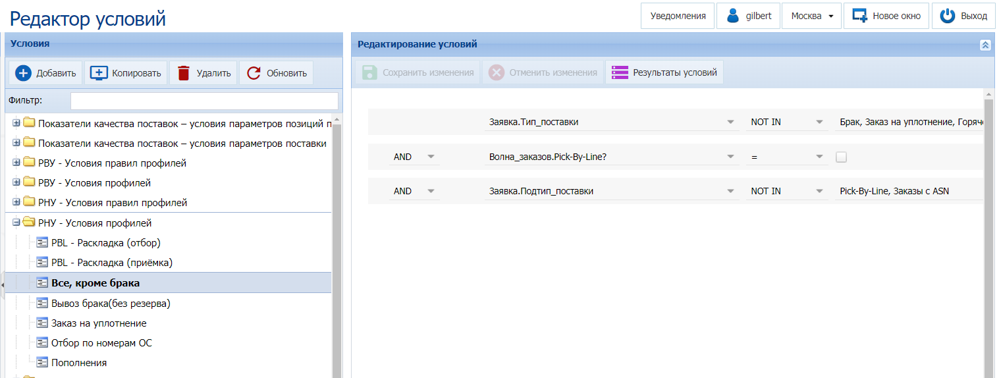 Редактор условий
Уведомления
gilbert
Москва
Новое окно
Выход
Условия
Добавить
Копировать
Удалить
Обновить
Фильтр:
Показатели качества поставок – условия параметров позиций п
Показатели качества поставок – условия параметров поставки
РВУ - Условия правил профилей
РВУ - Условия профилей
РНУ - Условия правил профилей
РНУ - Условия профилей
PBL - Раскладка (отбор)
PBL - Раскладка (приёмка)
Все, кроме брака
Вывоз брака(без резерва)
Заказ на уплотнение
Отбор по номерам ОС
Пополнения
Редактирование условий
Сохранить изменения
Отменить изменения
Результаты условий
Заявка.Тип_поставки NOT IN Брак, Заказ на уплотнение, Горяч
AND Волна_заказов.Pick-By-Line? =
AND Заявка.Подтип_поставки NOT IN Pick-By-Line, Заказы с ASN